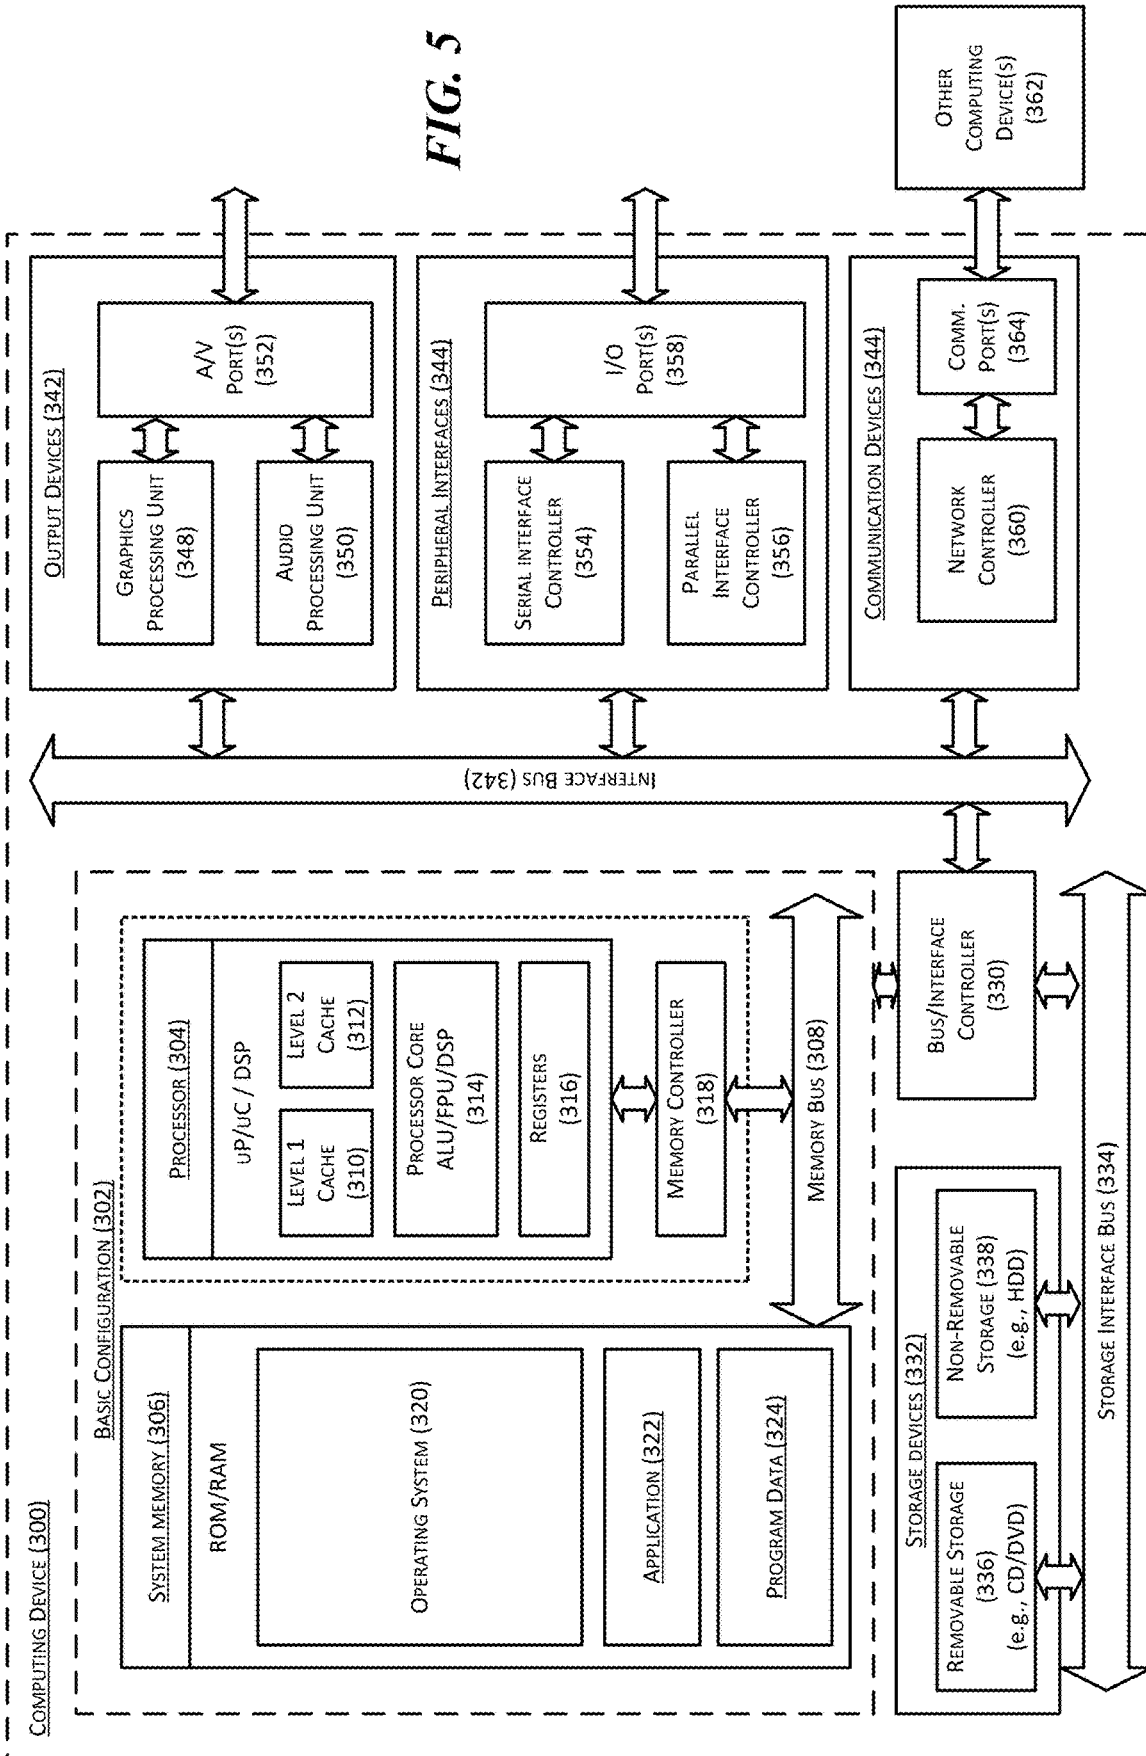 COMPUTING DEVICE (300)
BASIC CONFIGURATION (302)
SYSTEM MEMORY (306)
ROM/RAM
OPERATING SYSTEM (320)
APPLICATION (322)
PROGRAM DATA (324)
PROCESSOR (304)
uP/uC / DSP
LEVEL 1
CACHE
(310)
LEVEL 2
CACHE
(312)
PROCESSOR CORE
ALU/FPU/DSP
(314)
REGISTERS
(316)
MEMORY CONTROLLER
(318)
MEMORY BUS (308)
STORAGE DEVICES (332)
REMOVABLE STORAGE
(336)
(e.g., CD/DVD)
NON-REMOVABLE
STORAGE (338)
(e.g., HDD)
BUS/INTERFACE
CONTROLLER
(330)
STORAGE INTERFACE BUS (334)
INTERFACE BUS (342)
OUTPUT DEVICES (342)
GRAPHICS
PROCESSING UNIT
(348)
AUDIO
PROCESSING UNIT
(350)
A/V
PORT(S)
(352)
PERIPHERAL INTERFACES (344)
SERIAL INTERFACE
CONTROLLER
(354)
PARALLEL
INTERFACE
CONTROLLER
(356)
I/O
PORT(S)
(358)
COMMUNICATION DEVICES (344)
NETWORK
CONTROLLER
(360)
COMM.
PORT(S)
(364)
OTHER
COMPUTING
DEVICE(S)
(362)
FIG. 5